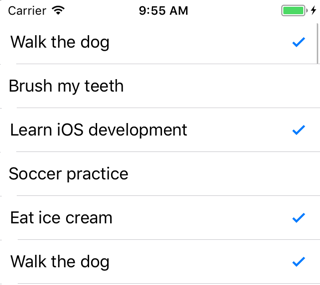 Carrier 9:55 AM
Walk the dog
Brush my teeth
Learn iOS development
Soccer practice
Eat ice cream
Walk the dog